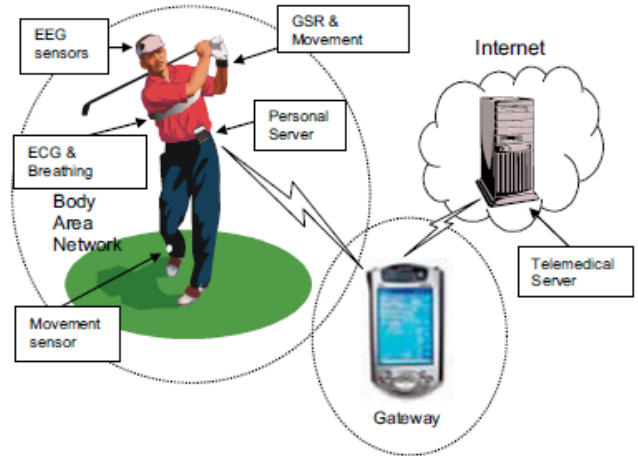 EEG
sensors
GSR &
Movement
Internet
Personal
Server
ECG &
Breathing
Body
Area
Network
Telemedical
Server
Movement
sensor
Gateway